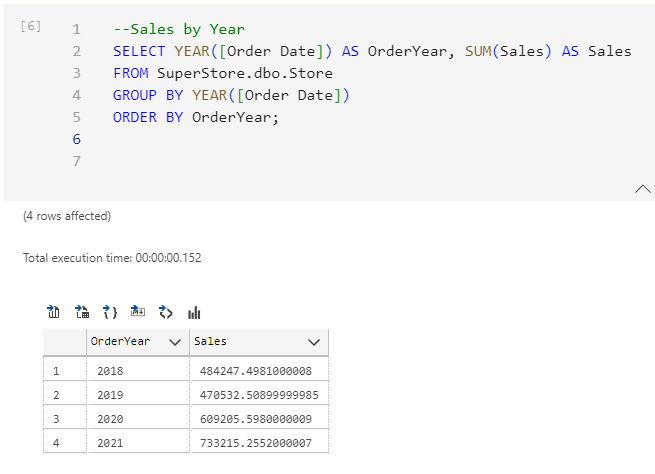 [6]
1 --Sales by Year
2 SELECT YEAR([Order Date]) AS OrderYear, SUM(Sales) AS Sales
3 FROM SuperStore.dbo.Store
4 GROUP BY YEAR([Order Date])
5 ORDER BY OrderYear;
6
7
(4 rows affected)
Total execution time: 00:00:00.152
OrderYear Sales
1 2018 484247.4981000008
2 2019 470532.50899999985
3 2020 609205.5980000009
4 2021 733215.2552000007